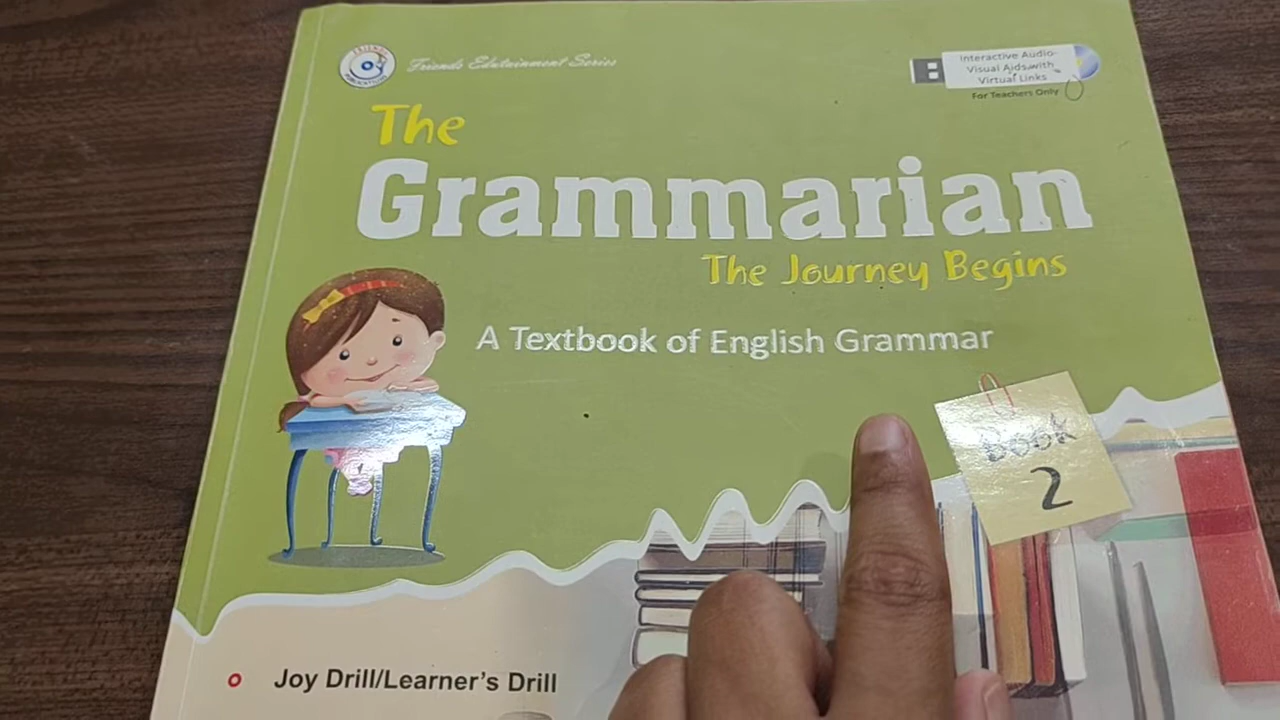 Friends Edutainment Series
Interactive Audio-
Visual Aids with
Virtual Links
For Teachers Only
The
Grammarian
The Journey Begins
A Textbook of English Grammar
Book
2
Joy Drill/Learner's Drill